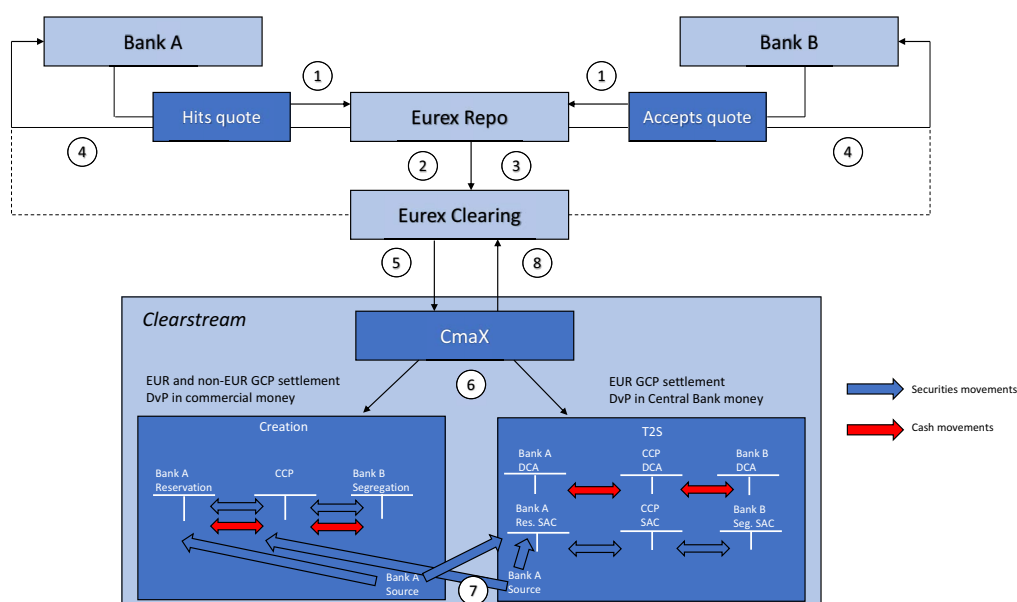 Bank A
Bank B
1
1
Hits quote
Eurex Repo
Accepts quote
4
4
2
3
Eurex Clearing
5
8
Clearstream
CmaX
6
EUR and non-EUR GCP settlement
DvP in commercial money
EUR GCP settlement
DvP in Central Bank money
Securities movements
Cash movements
Creation
Bank A
Reservation
CCP
Bank B
Segregation
T2S
Bank A
DCA
CCP
DCA
Bank B
DCA
Bank A
Res. SAC
CCP
SAC
Bank B
Seg. SAC
Bank A
Source
7
Bank A
Source